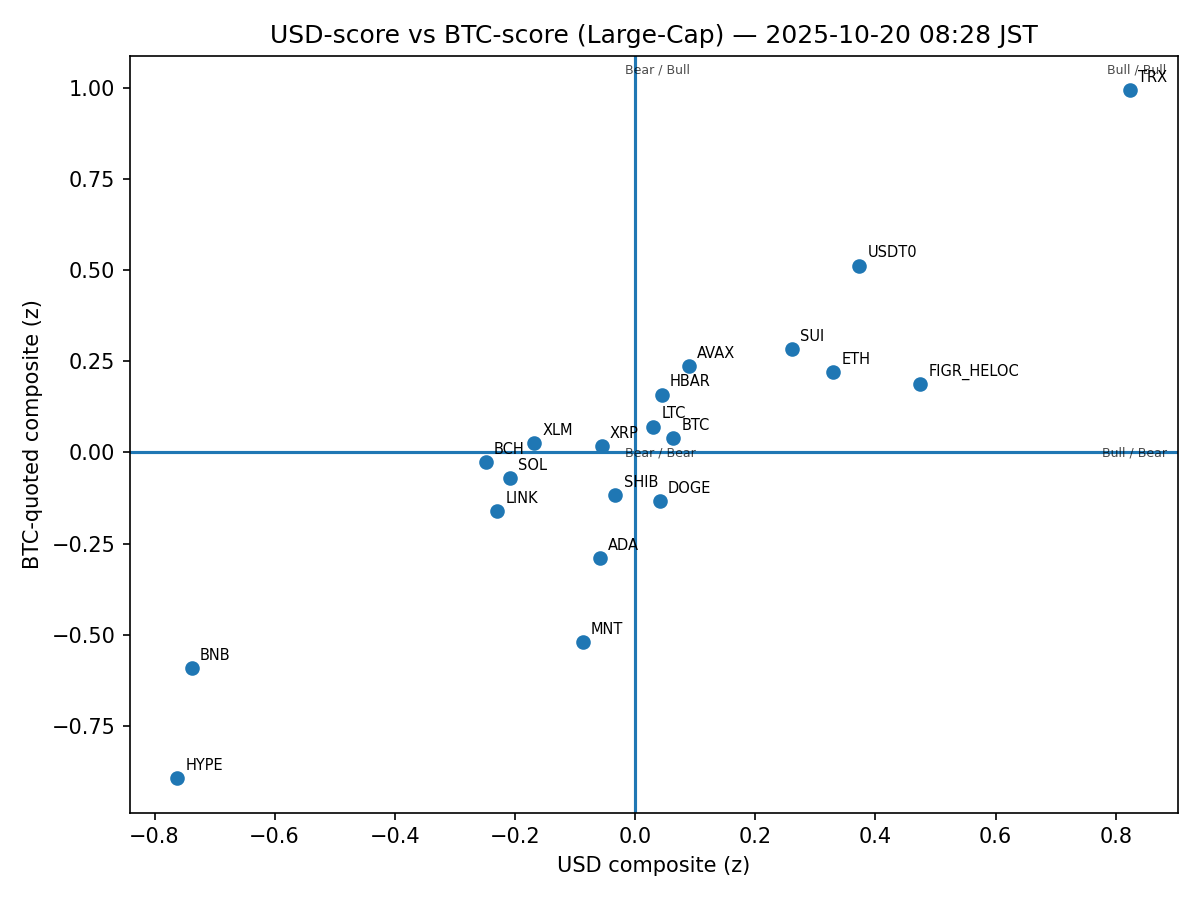 USD-score vs BTC-score (Large-Cap) — 2025-10-20 08:28 JST
Bear / Bull
Bull / Bull
TRX
1.00
0.75
USDT0
0.50
SUI
AVAX
ETH
FIGR_HELOC
0.25
HBAR
LTC
BTC
XLM
XRP
BCH
0.00
Bear / Bear
Bull / Bear
SOL
SHIB
DOGE
LINK
−0.25
ADA
−0.50
MNT
BNB
−0.75
HYPE
BTC-quoted composite (z)
−0.8 −0.6 −0.4 −0.2 0.0 0.2 0.4 0.6 0.8
USD composite (z)